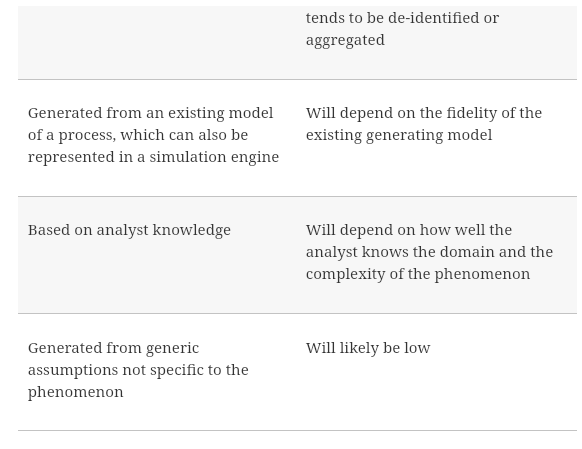 tends to be de-identified or
aggregated
Generated from an existing model
of a process, which can also be
represented in a simulation engine
Will depend on the fidelity of the
existing generating model
Based on analyst knowledge
Will depend on how well the
analyst knows the domain and the
complexity of the phenomenon
Generated from generic
assumptions not specific to the
phenomenon
Will likely be low